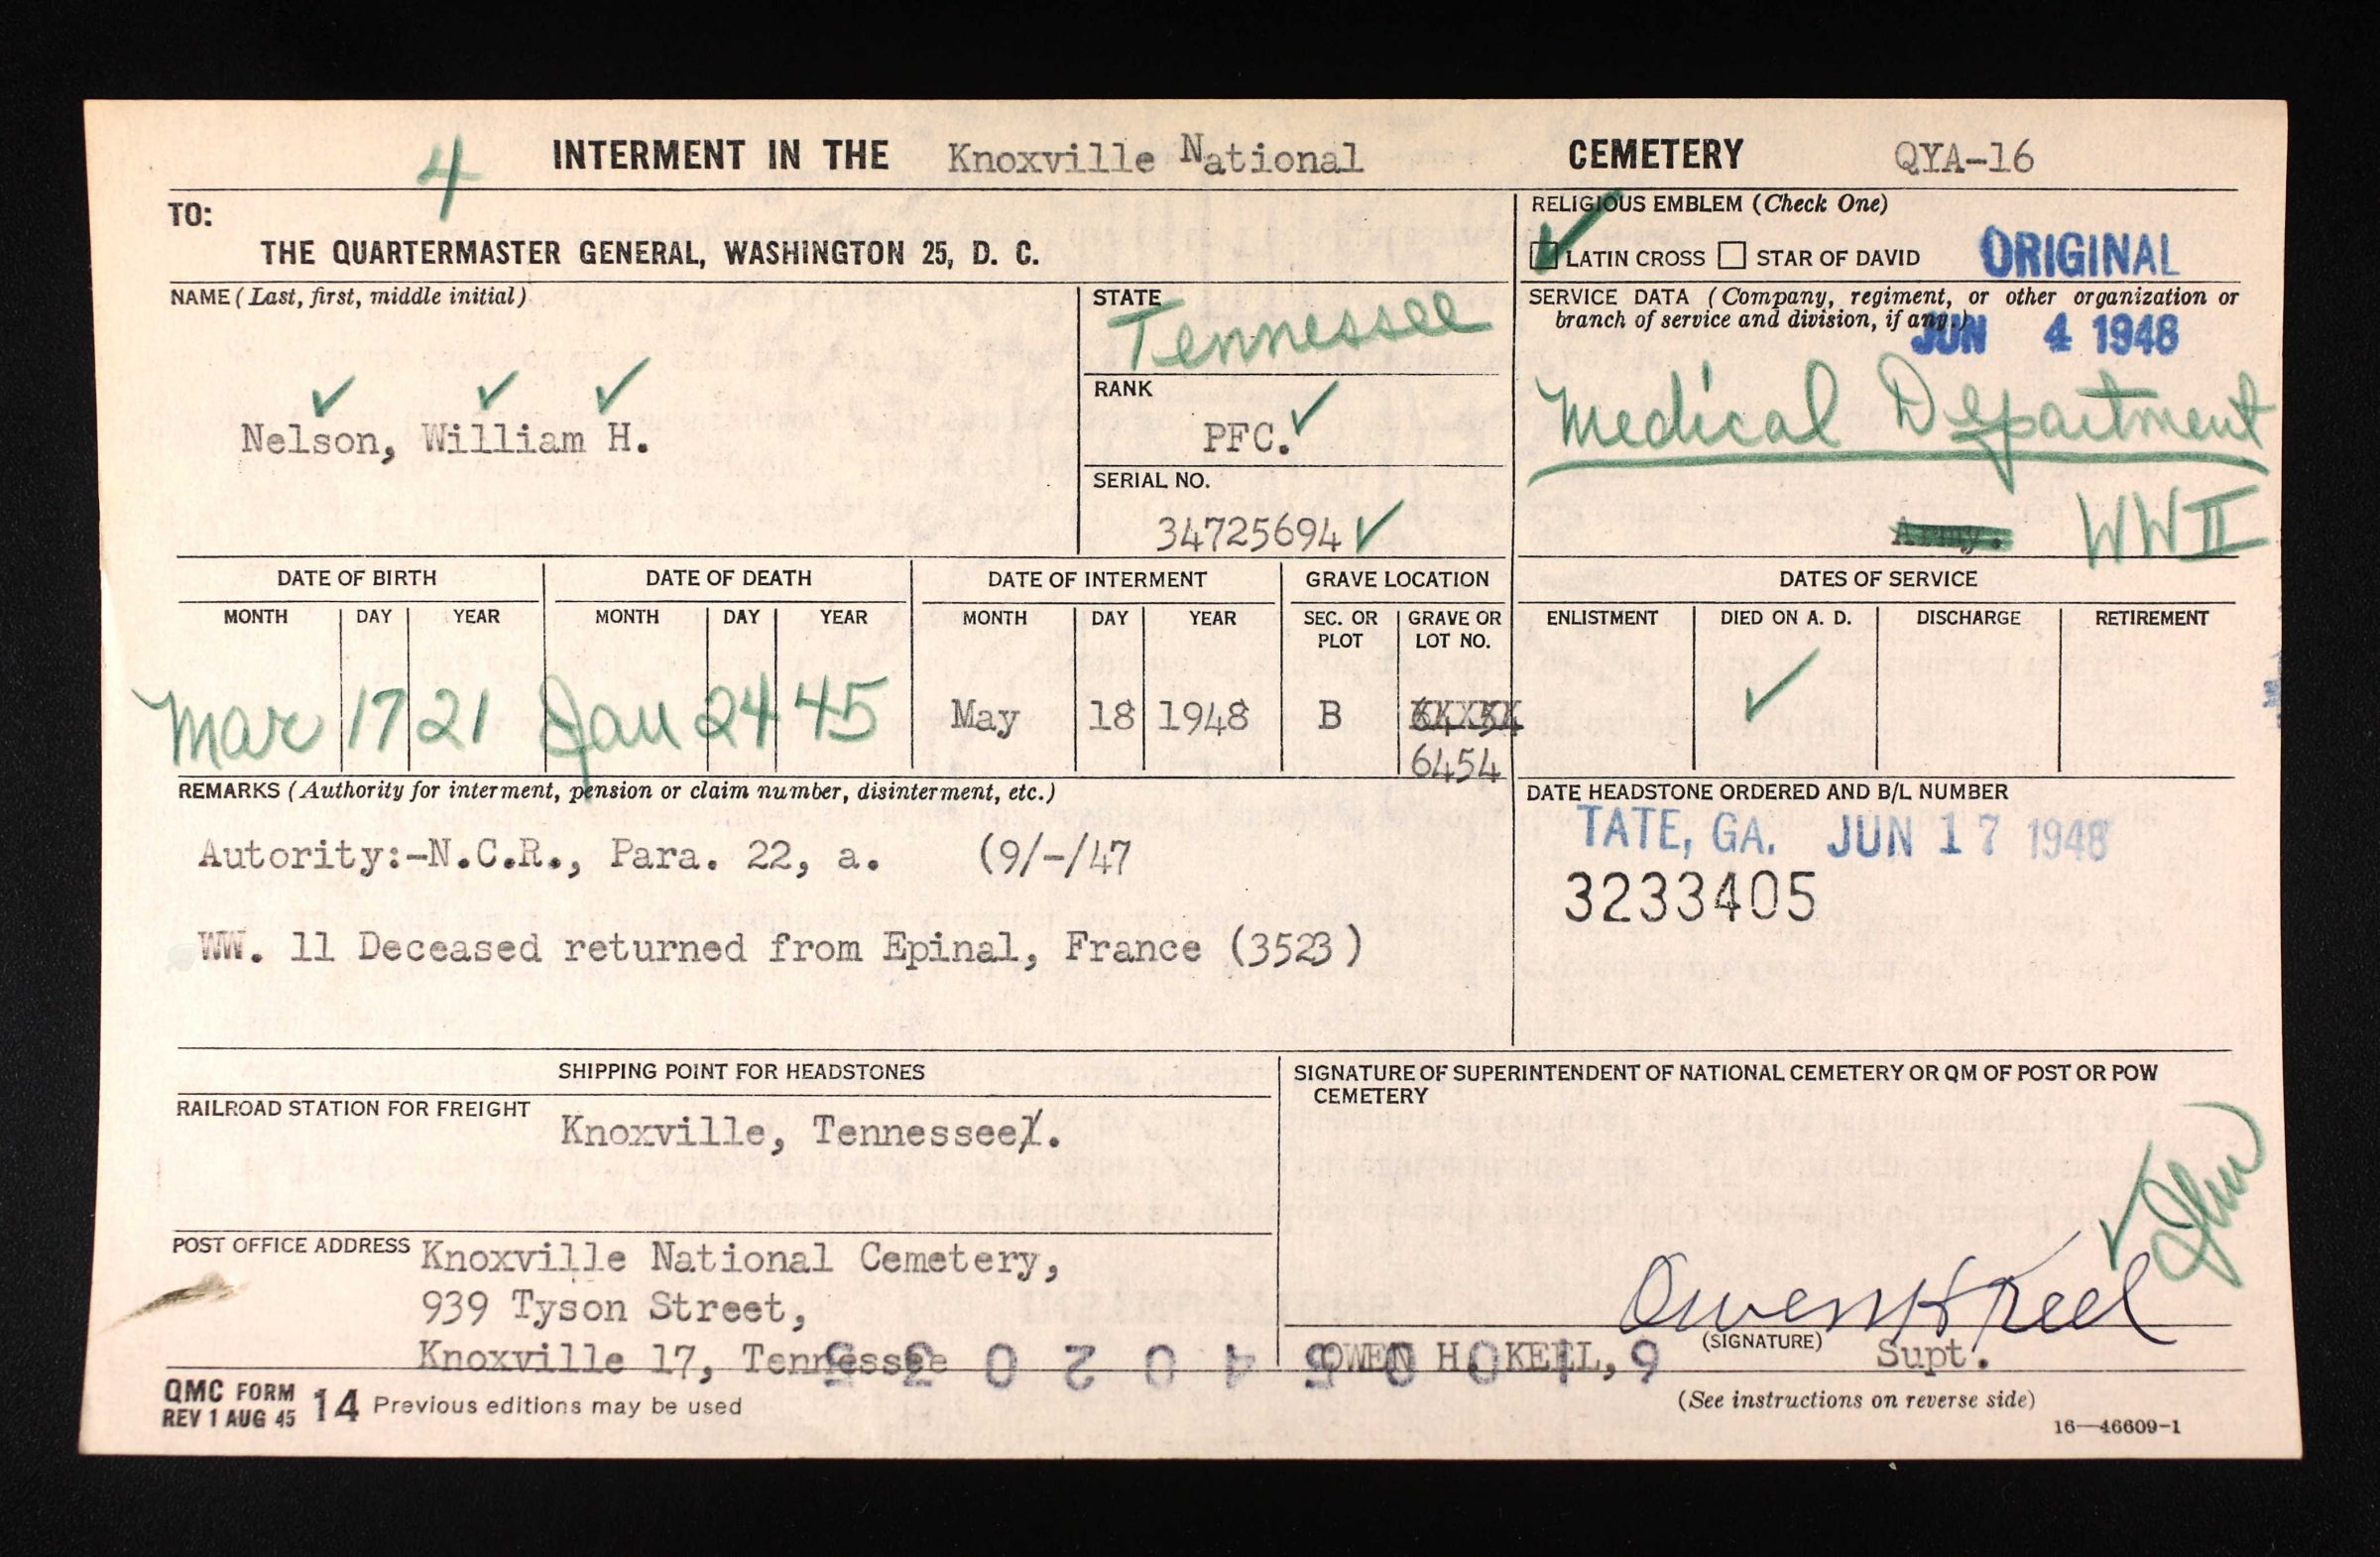 4 INTERMENT IN THE Knoxville National CEMETERY QYA-16
TO:
THE QUARTERMASTER GENERAL, WASHINGTON 25, D. C.
RELIGIOUS EMBLEM (Check One)
LATIN CROSS STAR OF DAVID ORIGINAL
NAME (Last, first, middle initial)
Nelson, William H.
STATE
Tennessee
RANK
PFC.
SERIAL NO.
34725694
SERVICE DATA (Company, regiment, or other organization or
branch of service and division, if any.)
JUN 4 1948
Medical Department
Army. WW II
DATE OF BIRTH DATE OF DEATH DATE OF INTERMENT GRAVE LOCATION DATES OF SERVICE
MONTH DAY YEAR MONTH DAY YEAR MONTH DAY YEAR SEC. OR PLOT GRAVE OR LOT NO. ENLISTMENT DIED ON A. D. DISCHARGE RETIREMENT
Mar 17 21 Jan 24 45 May 18 1948 B
6454
REMARKS (Authority for interment, pension or claim number, disinterment, etc.)
Autority:-N.C.R., Para. 22, a. (9/-/47
WW. 11 Deceased returned from Epinal, France (3523)
DATE HEADSTONE ORDERED AND B/L NUMBER
TATE, GA. JUN 17 1948
3233405
SHIPPING POINT FOR HEADSTONES
RAILROAD STATION FOR FREIGHT
Knoxville, Tennessee.
POST OFFICE ADDRESS Knoxville National Cemetery,
939 Tyson Street,
Knoxville 17, Tennessee
SIGNATURE OF SUPERINTENDENT OF NATIONAL CEMETERY OR QM OF POST OR POW
CEMETERY
Owen H Keel
(SIGNATURE)
OWEN H. KEEL, Supt.
QMC FORM 14 Previous editions may be used
REV 1 AUG 45
(See instructions on reverse side)
16—46609-1